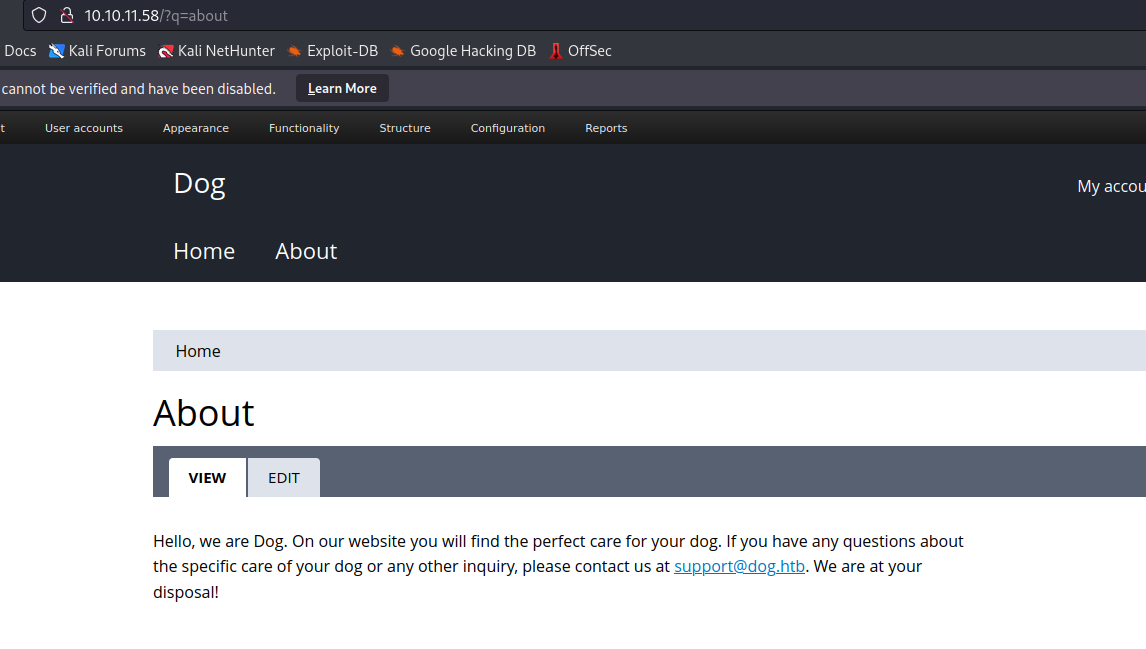 10.10.11.58/?q=about
Docs Kali Forums Kali NetHunter Exploit-DB Google Hacking DB OffSec
cannot be verified and have been disabled. Learn More
t User accounts Appearance Functionality Structure Configuration Reports
Dog
My accou
Home About
Home
About
VIEW EDIT
Hello, we are Dog. On our website you will find the perfect care for your dog. If you have any questions about
the specific care of your dog or any other inquiry, please contact us at support@dog.htb. We are at your
disposal!